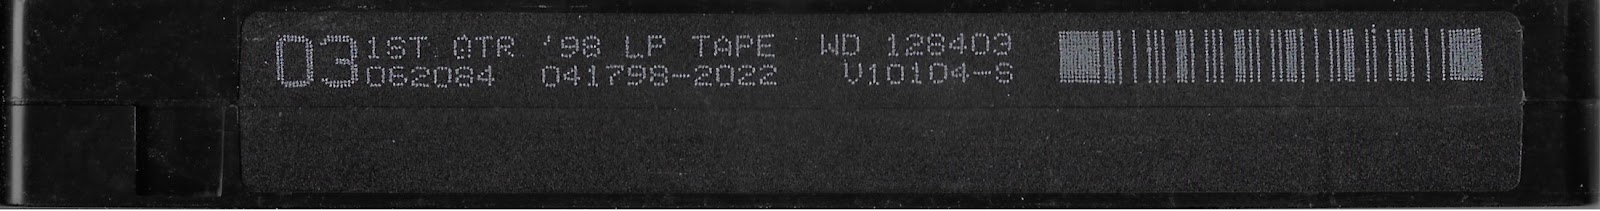 03 1ST QTR '98 LP TAPE WD 128403
062084 041798-2022 V10104-S